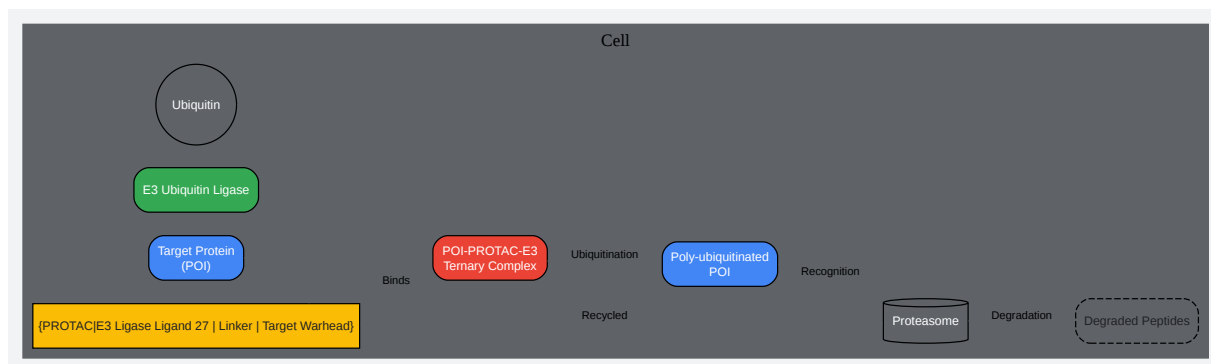 Cell
Ubiquitin
E3 Ubiquitin Ligase
Target Protein
(POI)
{PROTAC|E3 Ligase Ligand 27 | Linker | Target Warhead}
Binds
POI-PROTAC-E3
Ternary Complex
Ubiquitination
Recycled
Poly-ubiquitinated
POI
Recognition
Proteasome
Degradation
Degraded Peptides